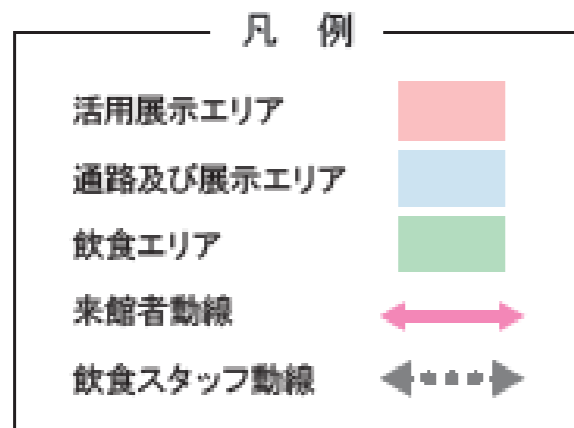 凡 例
活用展示エリア
通路及び展示エリア
飲食エリア
来館者動線
飲食スタッフ動線